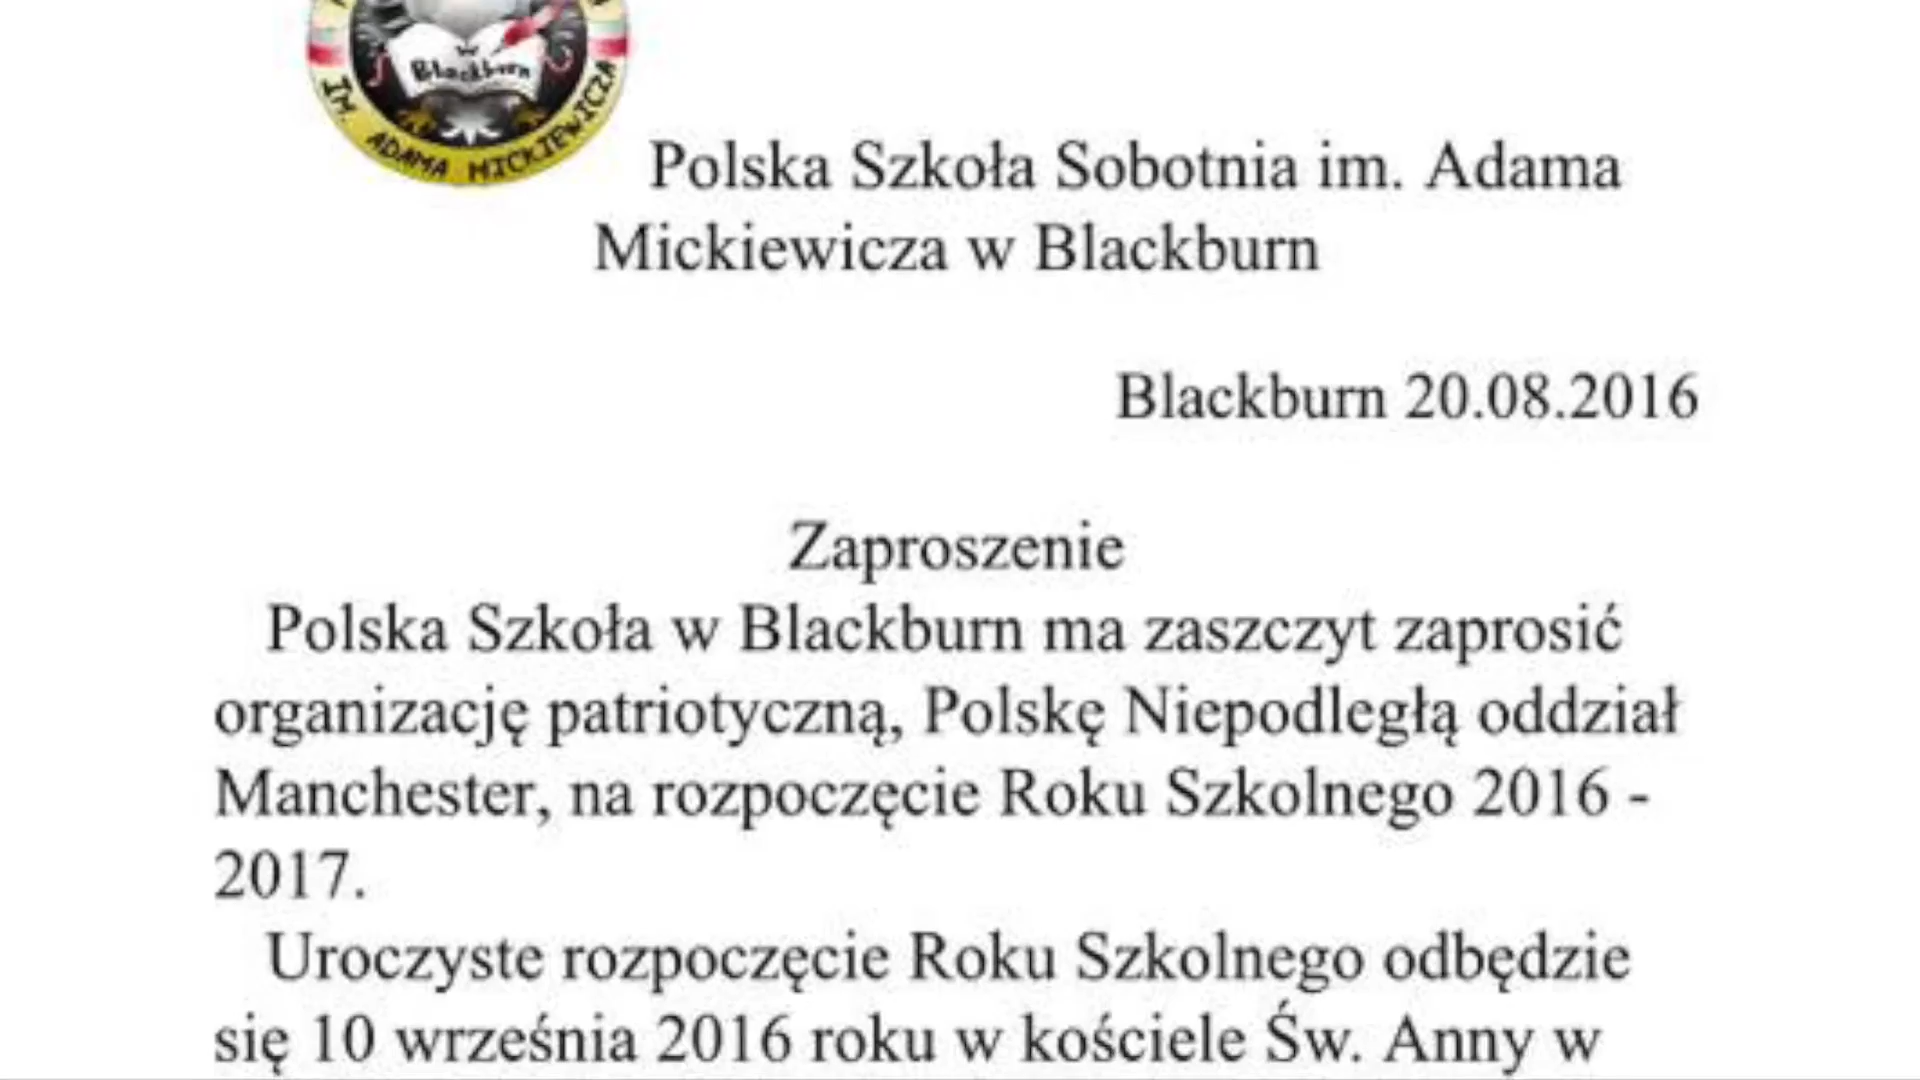 w
Blackburn
IM. ADAMA MICKIEWICZA
Polska Szkoła Sobotnia im. Adama
Mickiewicza w Blackburn
Blackburn 20.08.2016
Zaproszenie
Polska Szkoła w Blackburn ma zaszczyt zaprosić
organizację patriotyczną, Polskę Niepodległą oddział
Manchester, na rozpoczęcie Roku Szkolnego 2016 -
2017.
Uroczyste rozpoczęcie Roku Szkolnego odbędzie
się 10 września 2016 roku w kościele Św. Anny w